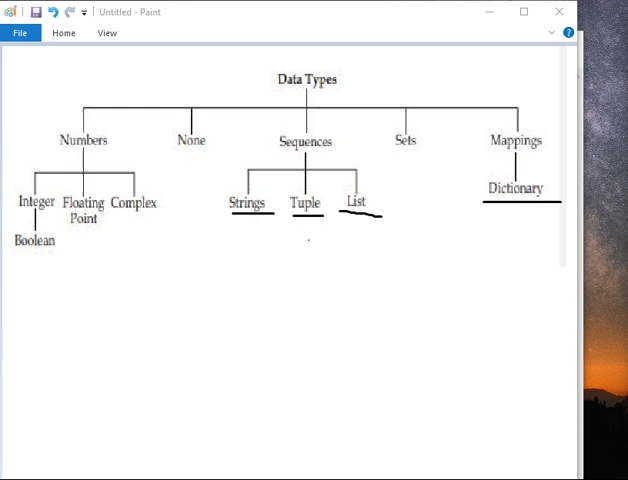 Untitled - Paint
File Home View
Data Types
Numbers None Sequences Sets Mappings
Integer Floating Point Complex Strings Tuple List Dictionary
Boolean